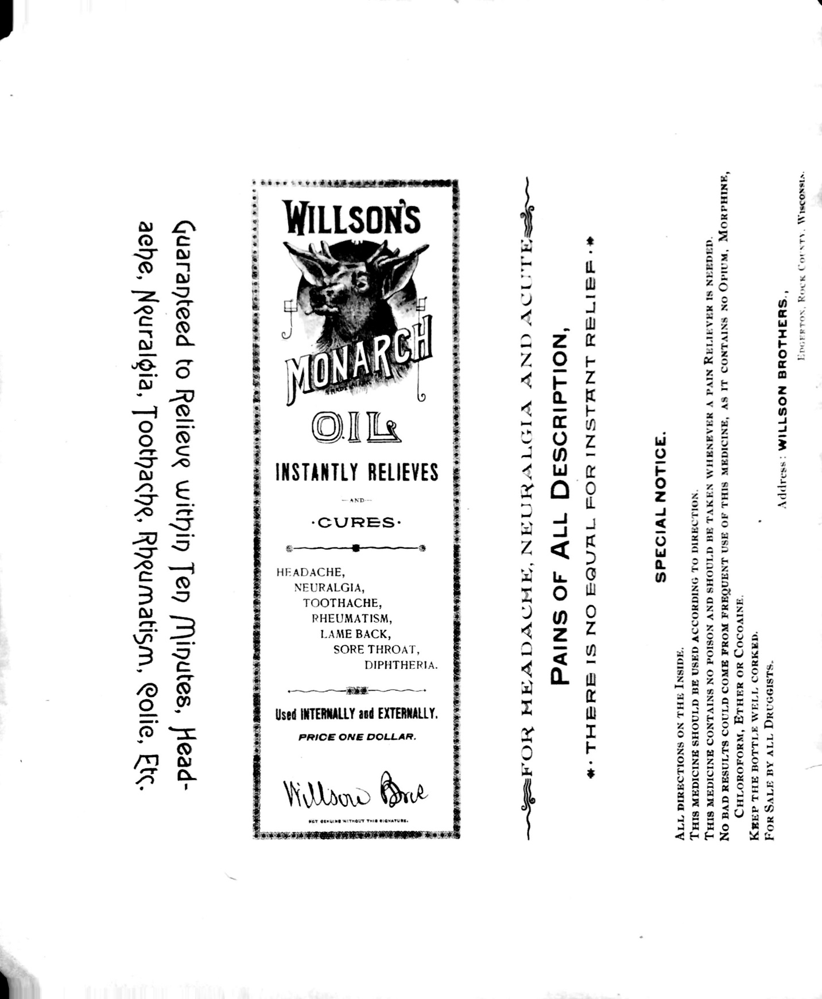 Guaranteed to Relieve within Ten Minutes, Head-
ache, Neuralgia, Toothache, Rheumatism, Colic, Etc.
WILLSON'S
MONARCH
TRADE MARK
OIL
INSTANTLY RELIEVES
—AND—
·CURES·
HEADACHE,
NEURALGIA,
TOOTHACHE,
RHEUMATISM,
LAME BACK,
SORE THROAT,
DIPHTHERIA.
Used INTERNALLY and EXTERNALLY.
PRICE ONE DOLLAR.
Willson Bros
NOT GENUINE WITHOUT THIS SIGNATURE.
FOR HEADACHE, NEURALGIA AND ACUTE
PAINS OF ALL DESCRIPTION,
· THERE IS NO EQUAL FOR INSTANT RELIEF ·
SPECIAL NOTICE.
ALL DIRECTIONS ON THE INSIDE.
THIS MEDICINE SHOULD BE USED ACCORDING TO DIRECTION.
THIS MEDICINE CONTAINS NO POISON AND SHOULD BE TAKEN WHENEVER A PAIN RELIEVER IS NEEDED.
NO BAD RESULTS COULD COME FROM FREQUENT USE OF THIS MEDICINE, AS IT CONTAINS NO OPIUM, MORPHINE,
CHLOROFORM, ETHER OR COCOAINE.
KEEP THE BOTTLE WELL CORKED.
FOR SALE BY ALL DRUGGISTS.
Address: WILLSON BROTHERS.,
EDGERTON, ROCK COUNTY, WISCONSIN.